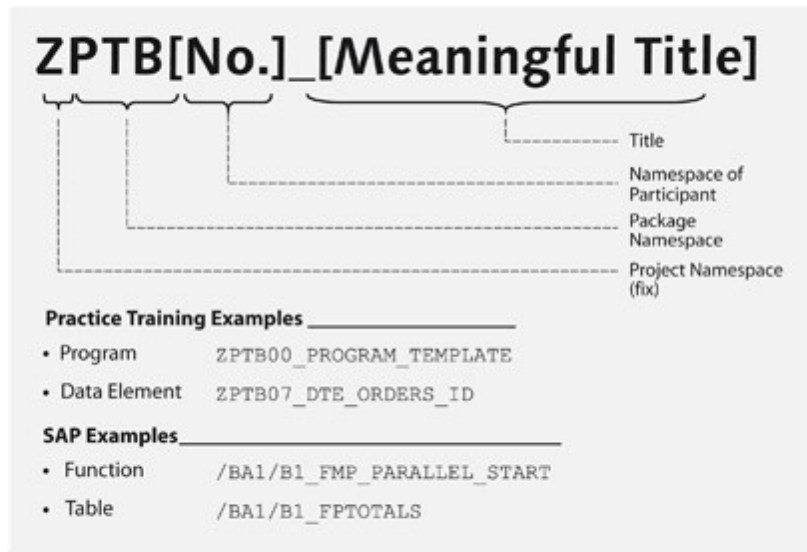 ZPTB[No.]_[Meaningful Title]
Title
Namespace of
Participant
Package
Namespace
Project Namespace
(fix)
Practice Training Examples
• Program ZPTB00_PROGRAM_TEMPLATE
• Data Element ZPTB07_DTE_ORDERS_ID
SAP Examples
• Function /BA1/B1_FMP_PARALLEL_START
• Table /BA1/B1_FPTOTALS